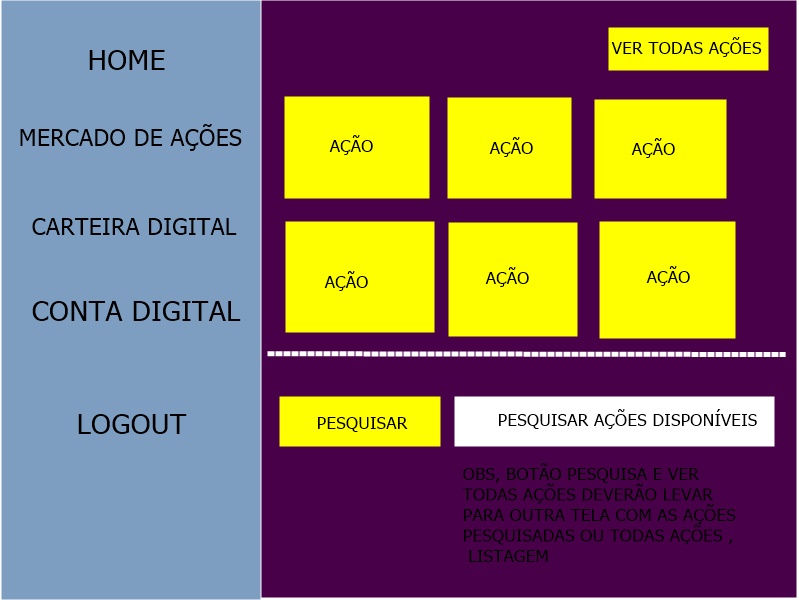 HOME
MERCADO DE AÇÕES
CARTEIRA DIGITAL
CONTA DIGITAL
LOGOUT
VER TODAS AÇÕES
AÇÃO
AÇÃO
AÇÃO
AÇÃO
AÇÃO
AÇÃO
PESQUISAR
PESQUISAR AÇÕES DISPONÍVEIS
OBS, BOTÃO PESQUISA E VER
TODAS AÇÕES DEVERÃO LEVAR
PARA OUTRA TELA COM AS AÇÕES
PESQUISADAS OU TODAS AÇÕES ,
LISTAGEM